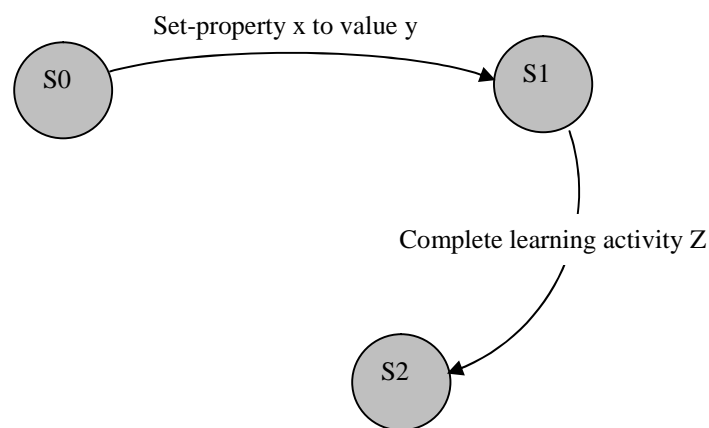 Set-property x to value y
S0
S1
Complete learning activity Z
S2